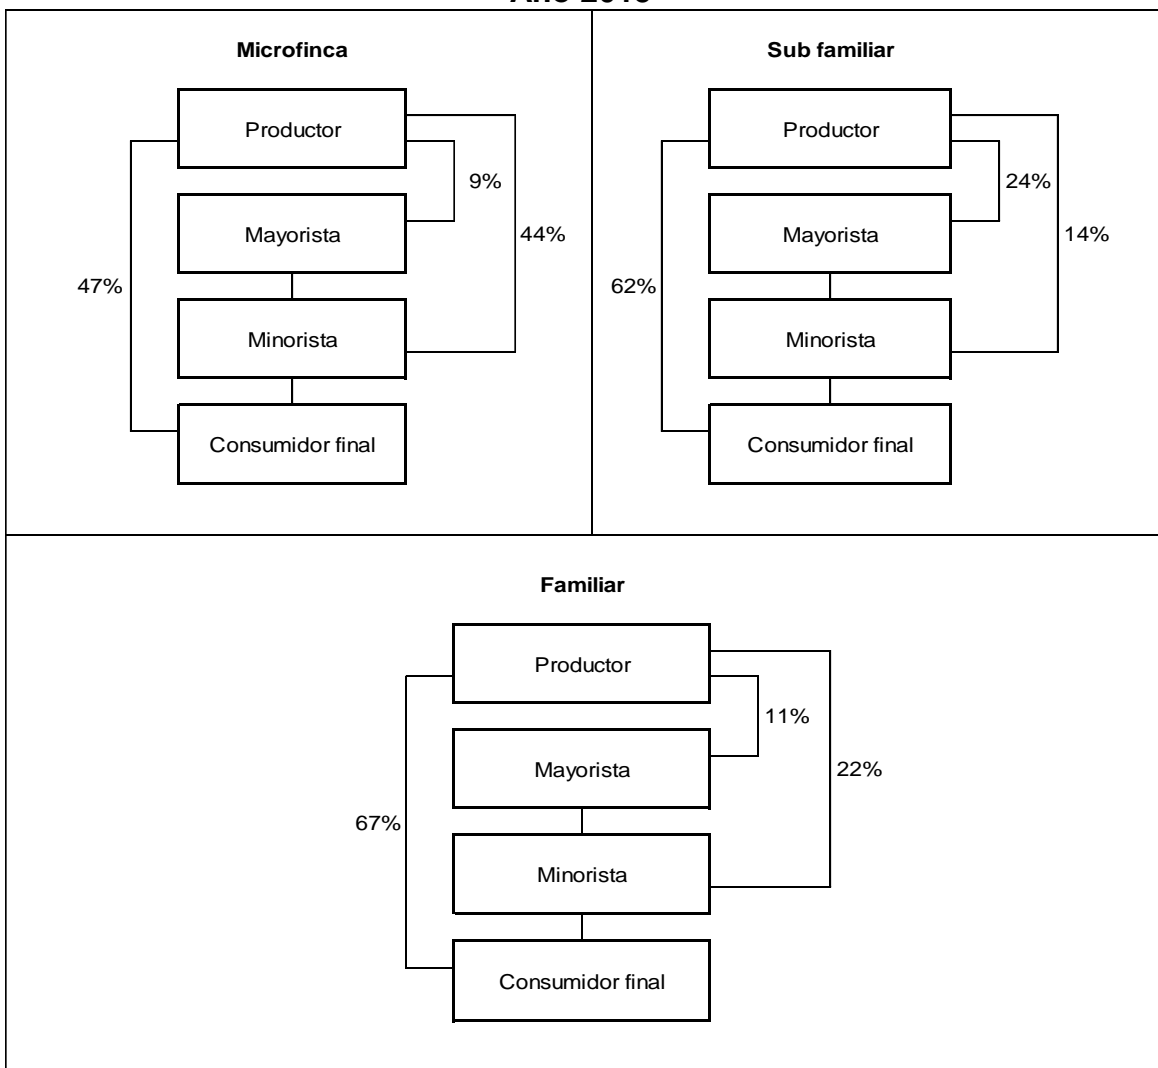 Microfinca
Productor
9%
Mayorista
44%
47%
Minorista
Consumidor final
Sub familiar
Productor
24%
Mayorista
14%
62%
Minorista
Consumidor final
Familiar
Productor
11%
Mayorista
22%
67%
Minorista
Consumidor final